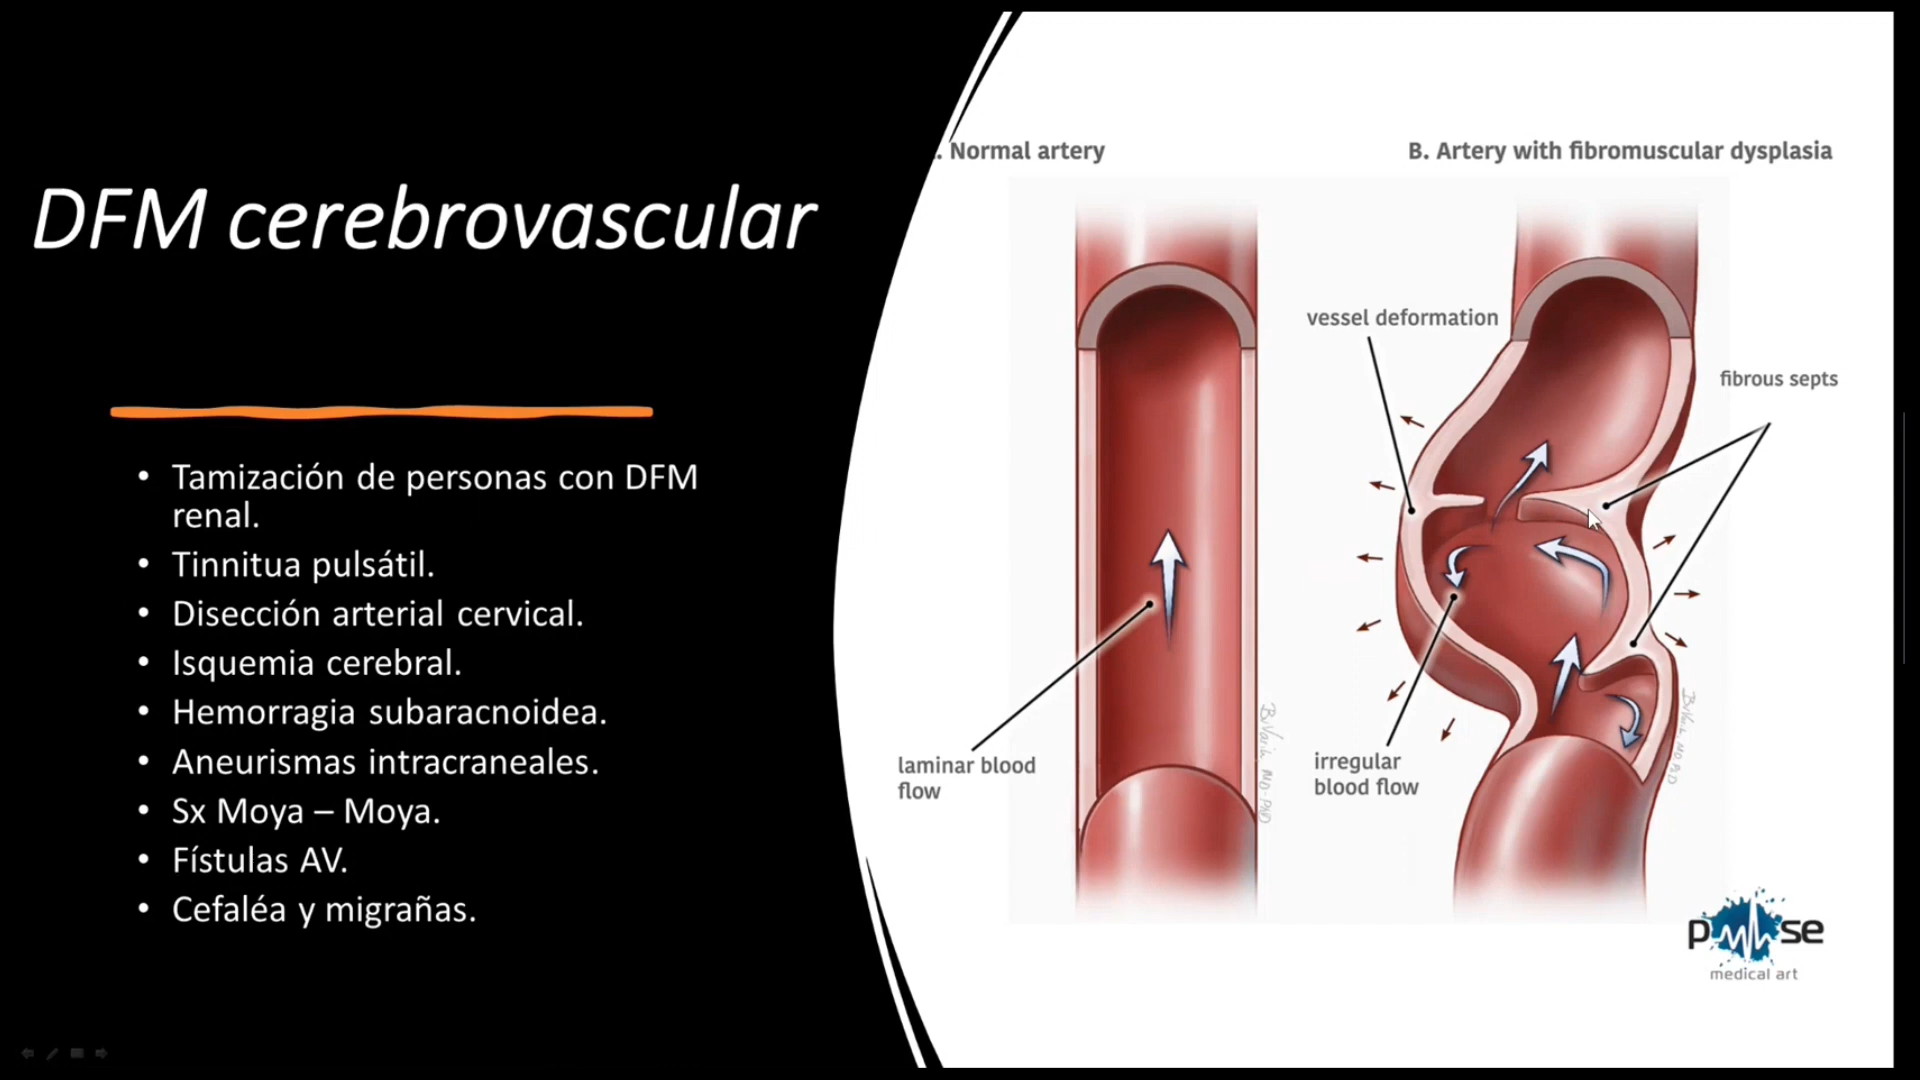 DFM cerebrovascular
• Tamización de personas con DFM
renal.
• Tinnitua pulsátil.
• Disección arterial cervical.
• Isquemia cerebral.
• Hemorragia subaracnoidea.
• Aneurismas intracraneales.
• Sx Moya – Moya.
• Fístulas AV.
• Cefaléa y migrañas.
. Normal artery
B. Artery with fibromuscular dysplasia
vessel deformation
fibrous septs
laminar blood
flow
irregular
blood flow
pulse
medical art